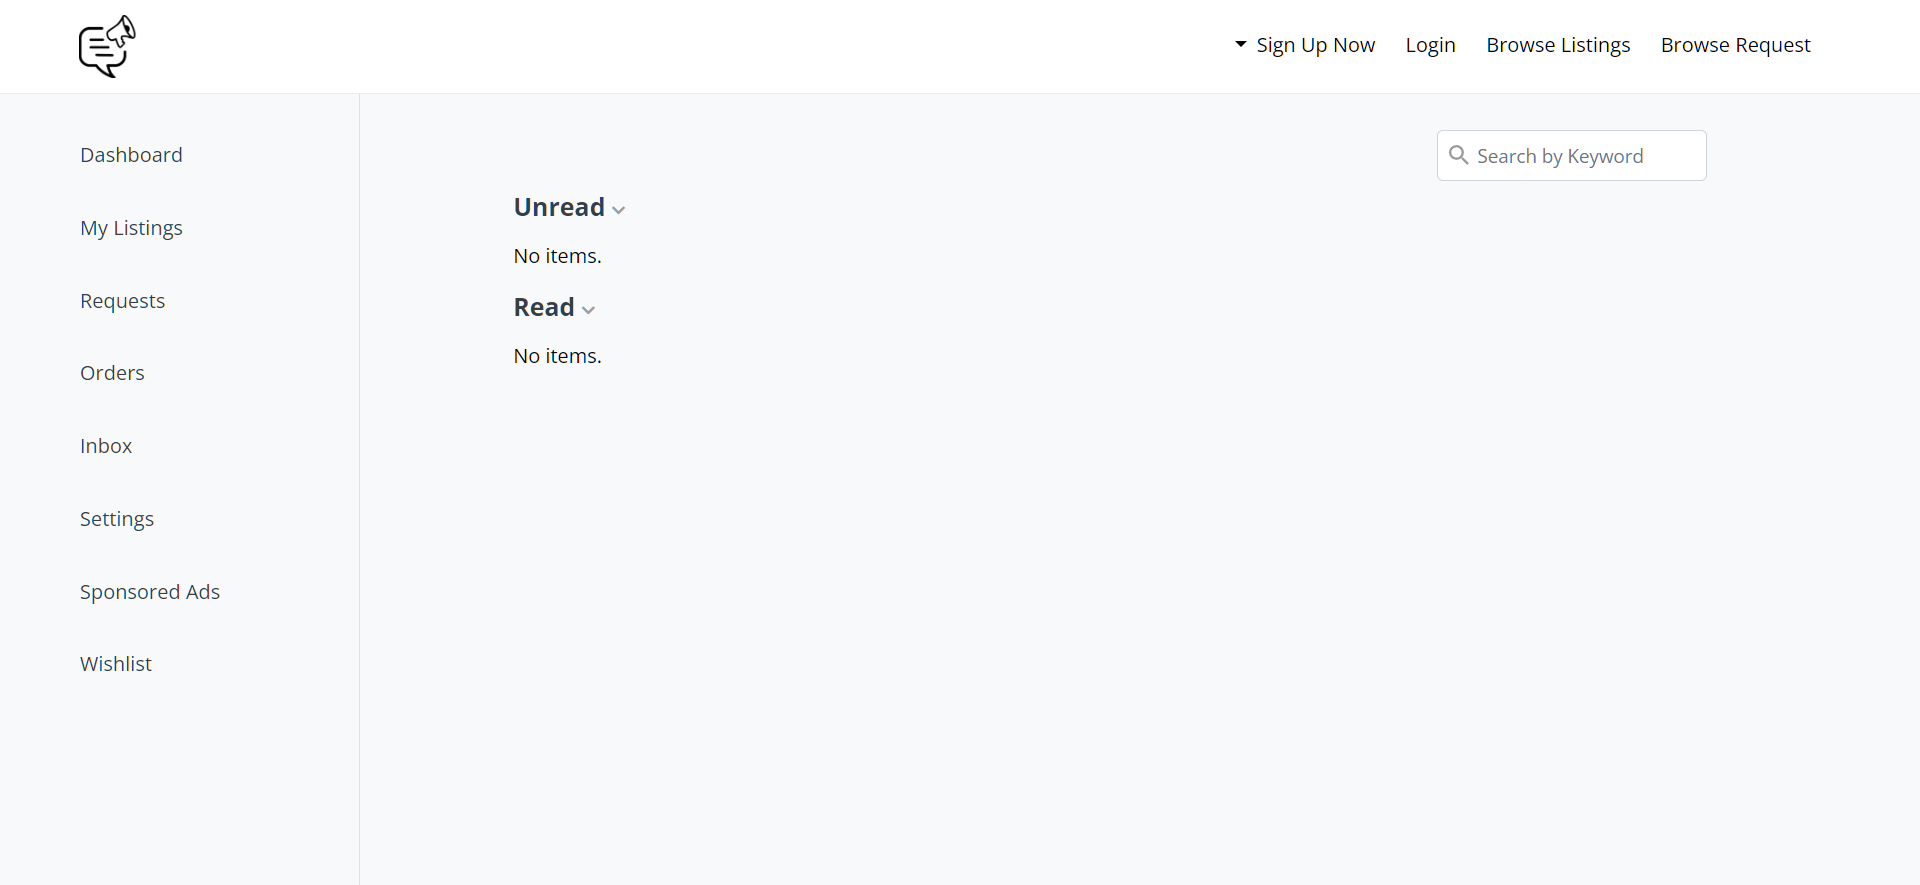 Sign Up Now Login Browse Listings Browse Request
Dashboard
My Listings
Requests
Orders
Inbox
Settings
Sponsored Ads
Wishlist
Search by Keyword
Unread
No items.
Read
No items.